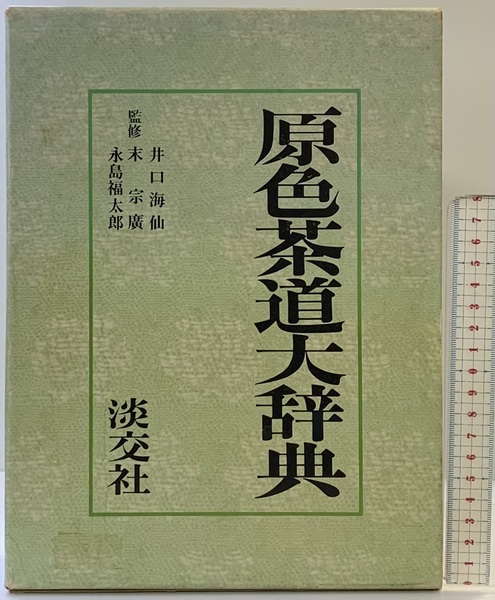 原色茶道大辞典
監修
井口海仙
末宗廣
永島福太郎
淡交社